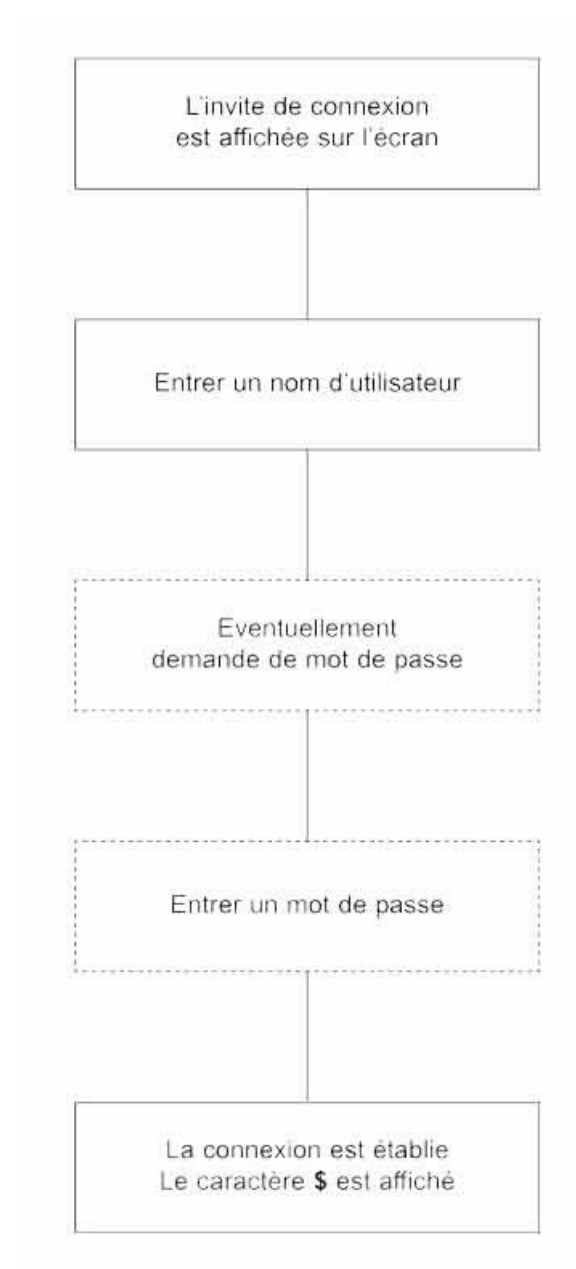 L'invite de connexion
est affichée sur l'écran
Entrer un nom d'utilisateur
Eventuellement
demande de mot de passe
Entrer un mot de passe
La connexion est établie
Le caractère $ est affiché